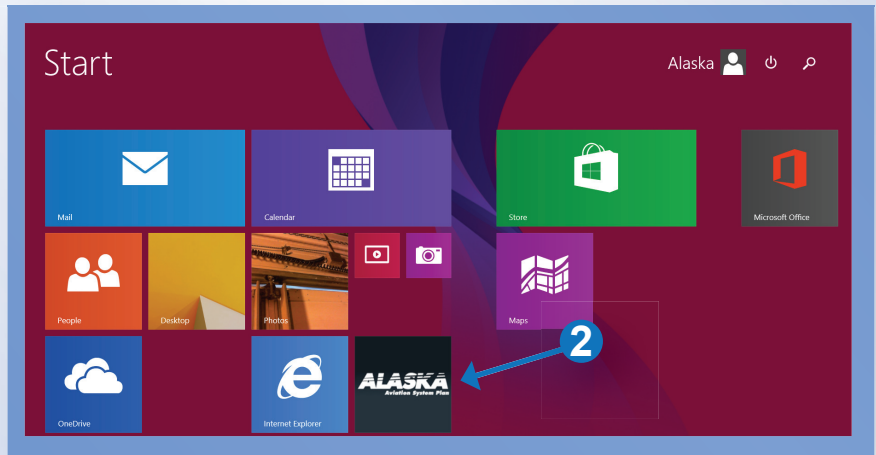 Start
Alaska
Mail
Calendar
Store
Microsoft Office
People
Desktop
Photos
Maps
2
OneDrive
Internet Explorer
ALASKA
Aviation System Plan